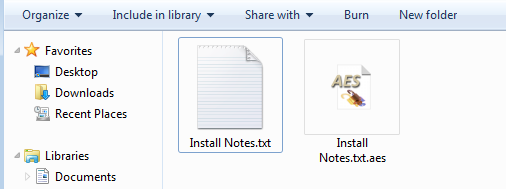 Organize Include in library Share with Burn New folder
Favorites
Desktop
Downloads
Recent Places
Libraries
Documents
AES
Install Notes.txt
Install
Notes.txt.aes